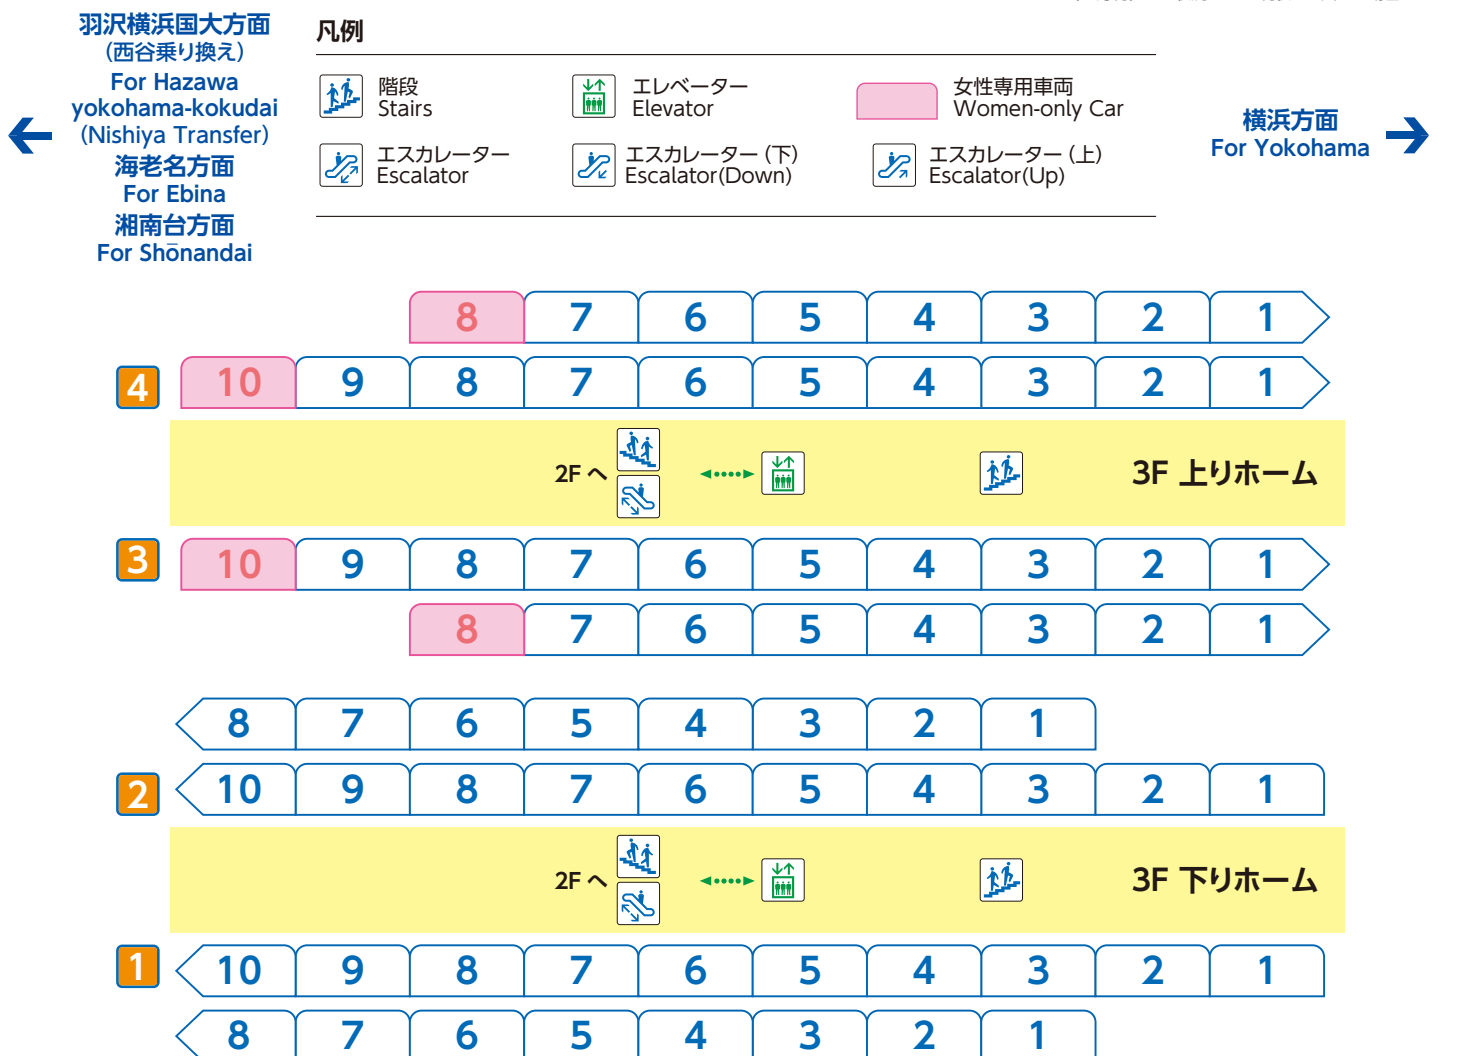 羽沢横浜国大方面
（西谷乗り換え）
For Hazawa
yokohama-kokudai
(Nishiya Transfer)
海老名方面
For Ebina
湘南台方面
For Shōnandai
凡例
階段
Stairs
エレベーター
Elevator
女性専用車両
Women-only Car
エスカレーター
Escalator
エスカレーター（下）
Escalator(Down)
エスカレーター（上）
Escalator(Up)
横浜方面
For Yokohama
8 7 6 5 4 3 2 1
4 10 9 8 7 6 5 4 3 2 1
2F へ
3F 上りホーム
3 10 9 8 7 6 5 4 3 2 1
8 7 6 5 4 3 2 1
8 7 6 5 4 3 2 1
2 10 9 8 7 6 5 4 3 2 1
2F へ
3F 下りホーム
1 10 9 8 7 6 5 4 3 2 1
8 7 6 5 4 3 2 1